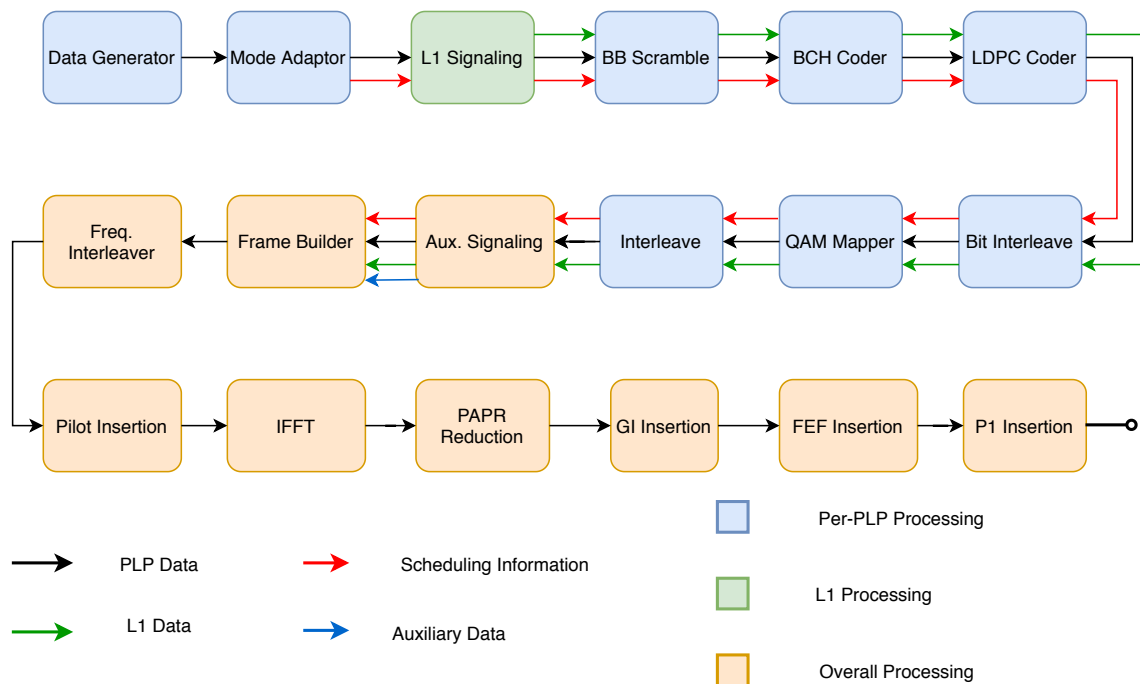 Data Generator
Mode Adaptor
L1 Signaling
BB Scramble
BCH Coder
LDPC Coder
Freq.
Interleaver
Frame Builder
Aux. Signaling
Interleave
QAM Mapper
Bit Interleave
Pilot Insertion
IFFT
PAPR
Reduction
GI Insertion
FEF Insertion
P1 Insertion
PLP Data
Scheduling Information
L1 Data
Auxiliary Data
Per-PLP Processing
L1 Processing
Overall Processing